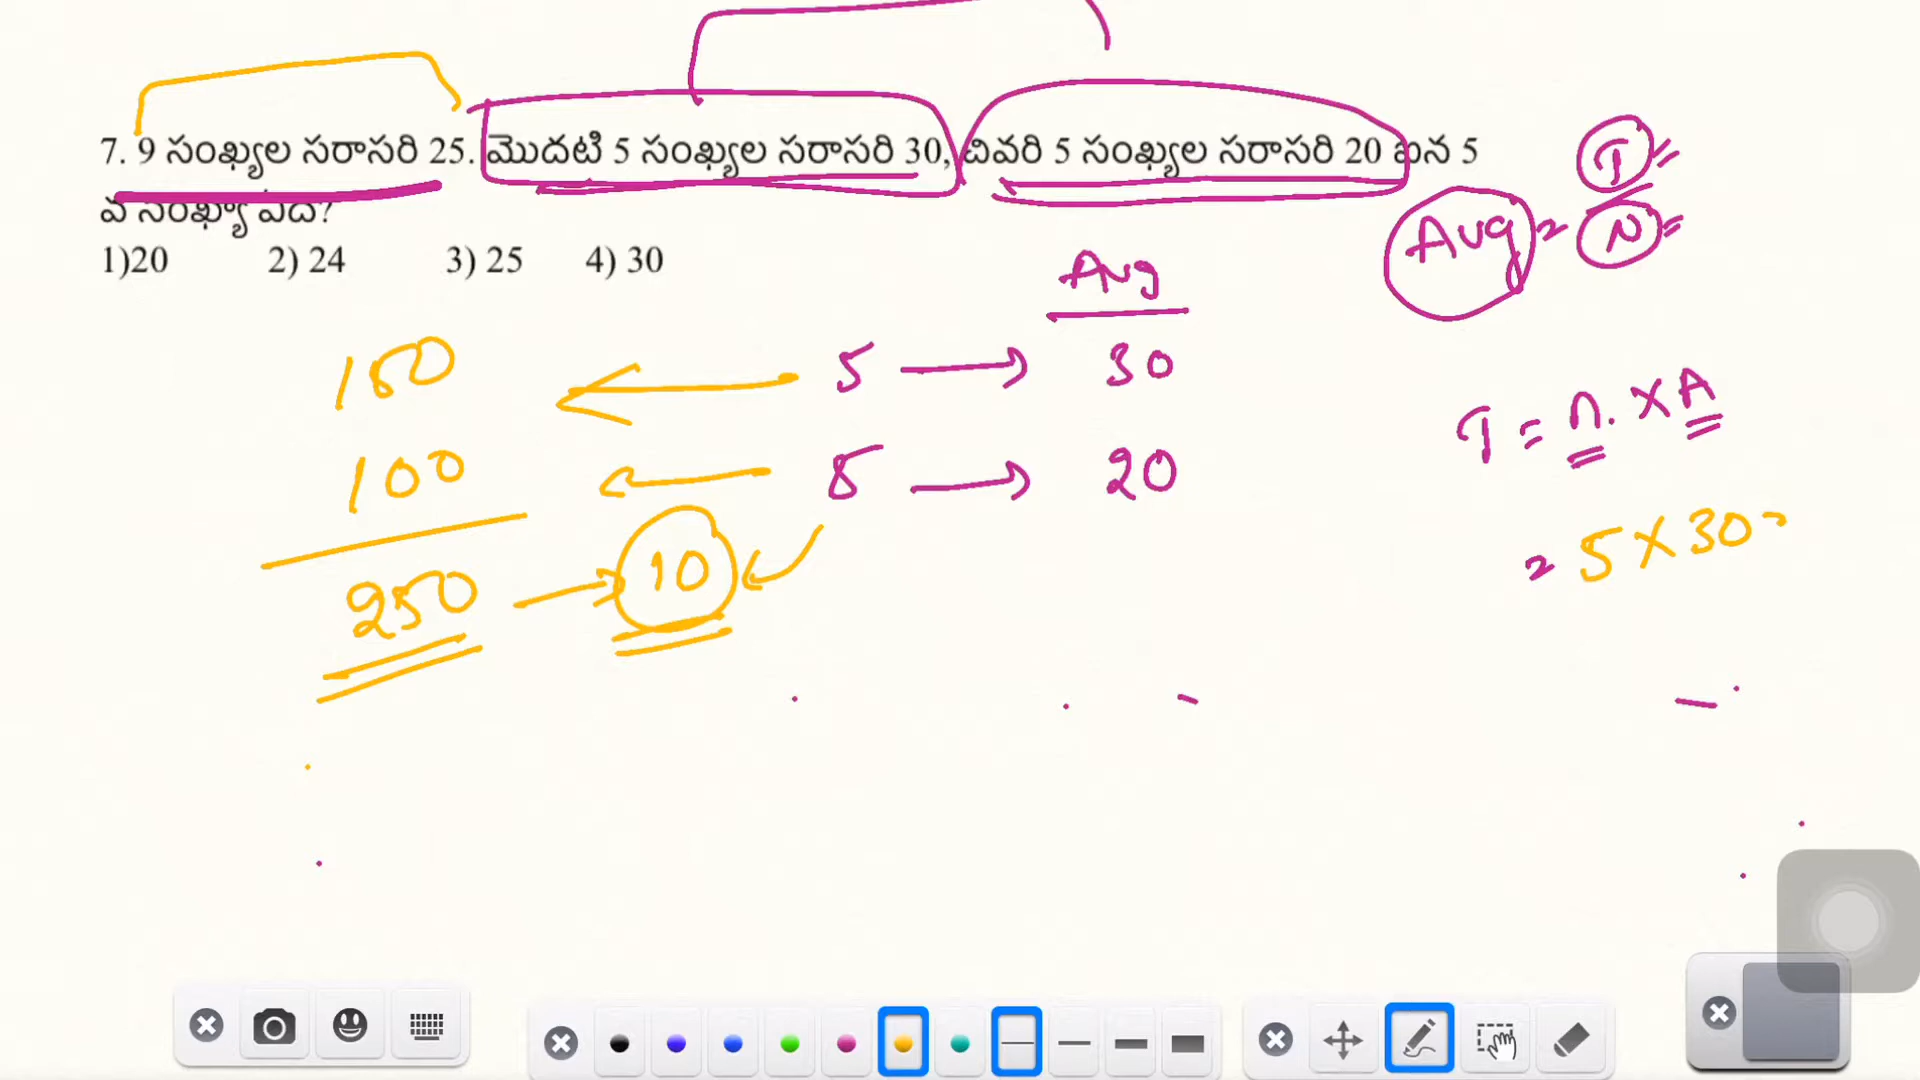 7. 9 సంఖ్యల సరాసరి 25. మొదటి 5 సంఖ్యల సరాసరి 30, చివరి 5 సంఖ్యల సరాసరి 20 ఐన 5
వ సంఖ్యా ఏది?
1)20 2) 24 3) 25 4) 30
Avg = T / N
Avg
150 ← 5 → 30
100 ← 5 → 20
250 → 10
T = n. × A
= 5 × 30 =